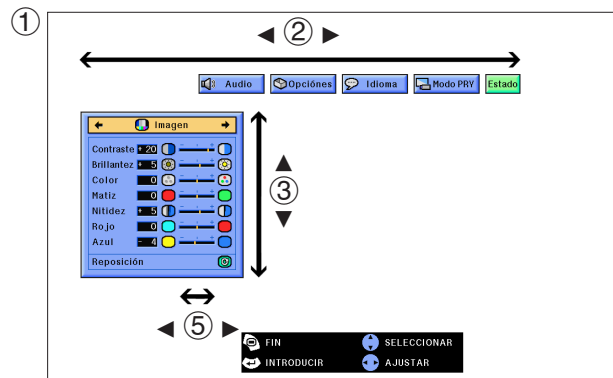 ①
◀ ② ▶
Audio Opciónes Idioma Modo PRY Estado
Imagen
Contraste + 20
Brillantez + 5
Color 0
Matiz 0
Nitidez + 5
Rojo 0
Azul - 4
Reposición
▲
③
▼
◀ ⑤ ▶
FIN SELECCIONAR
INTRODUCIR AJUSTAR